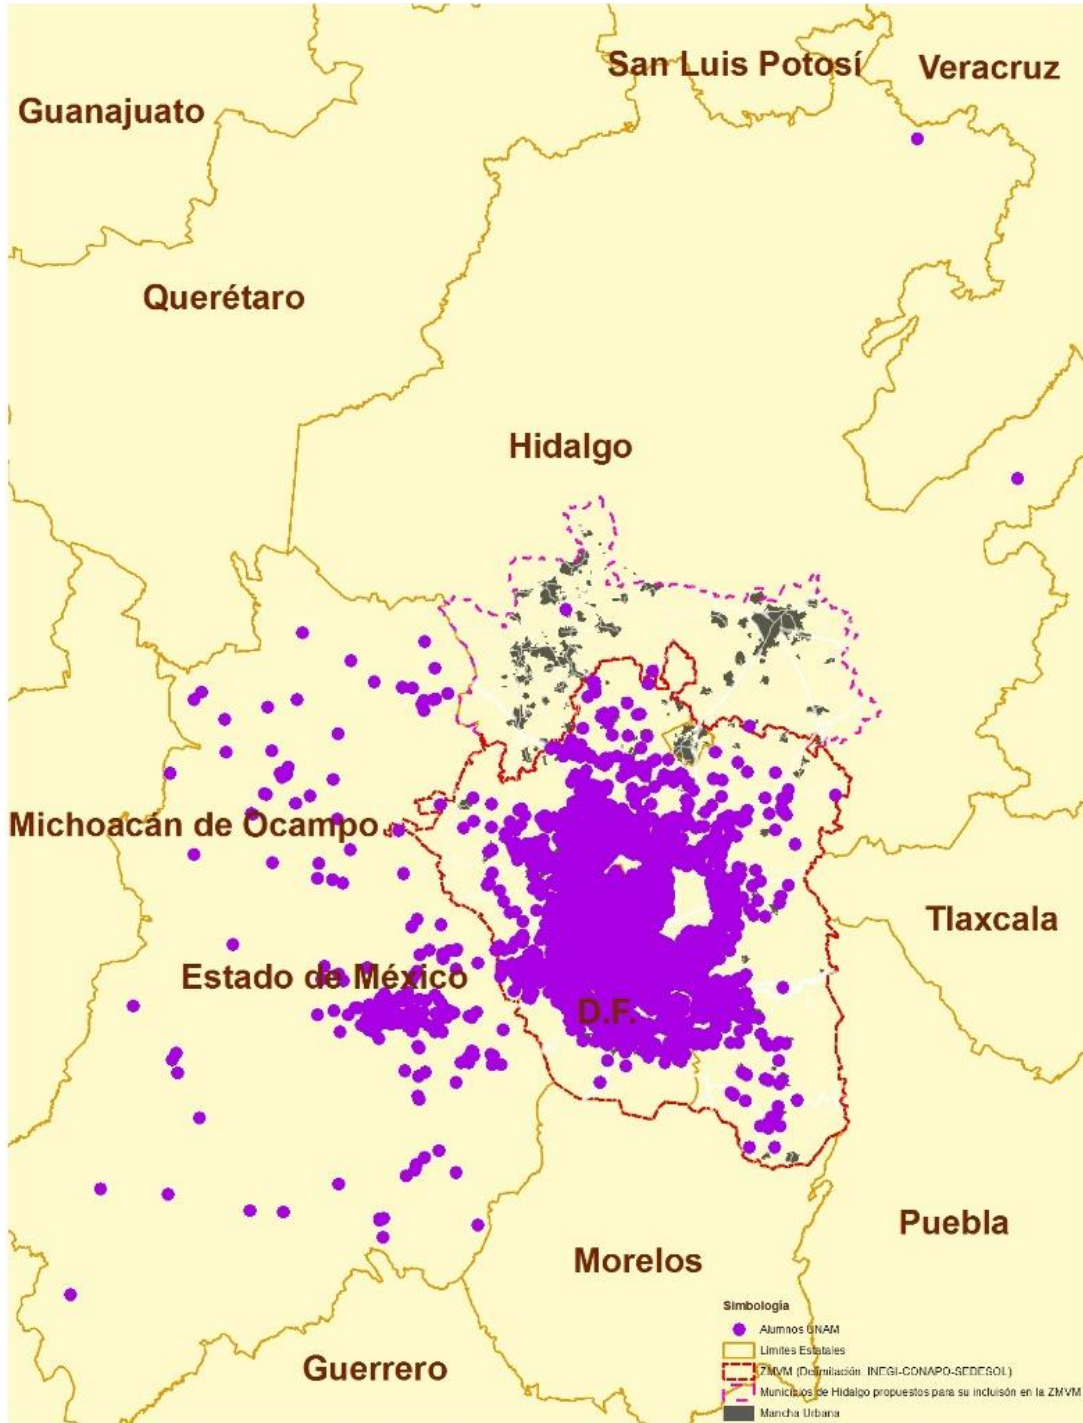 San Luis Potosí
Veracruz
Guanajuato
Querétaro
Hidalgo
Michoacán de Ocampo
Tlaxcala
Estado de México
D.F.
Puebla
Morelos
Guerrero
Simbología
Alumnos UNAM
Limites Estatales
ZMVM (Delimitación INEGI-CONAPO-SEDESOL)
Municipios de Hidalgo propuestos para su inclusión en la ZMVM
Mancha Urbana